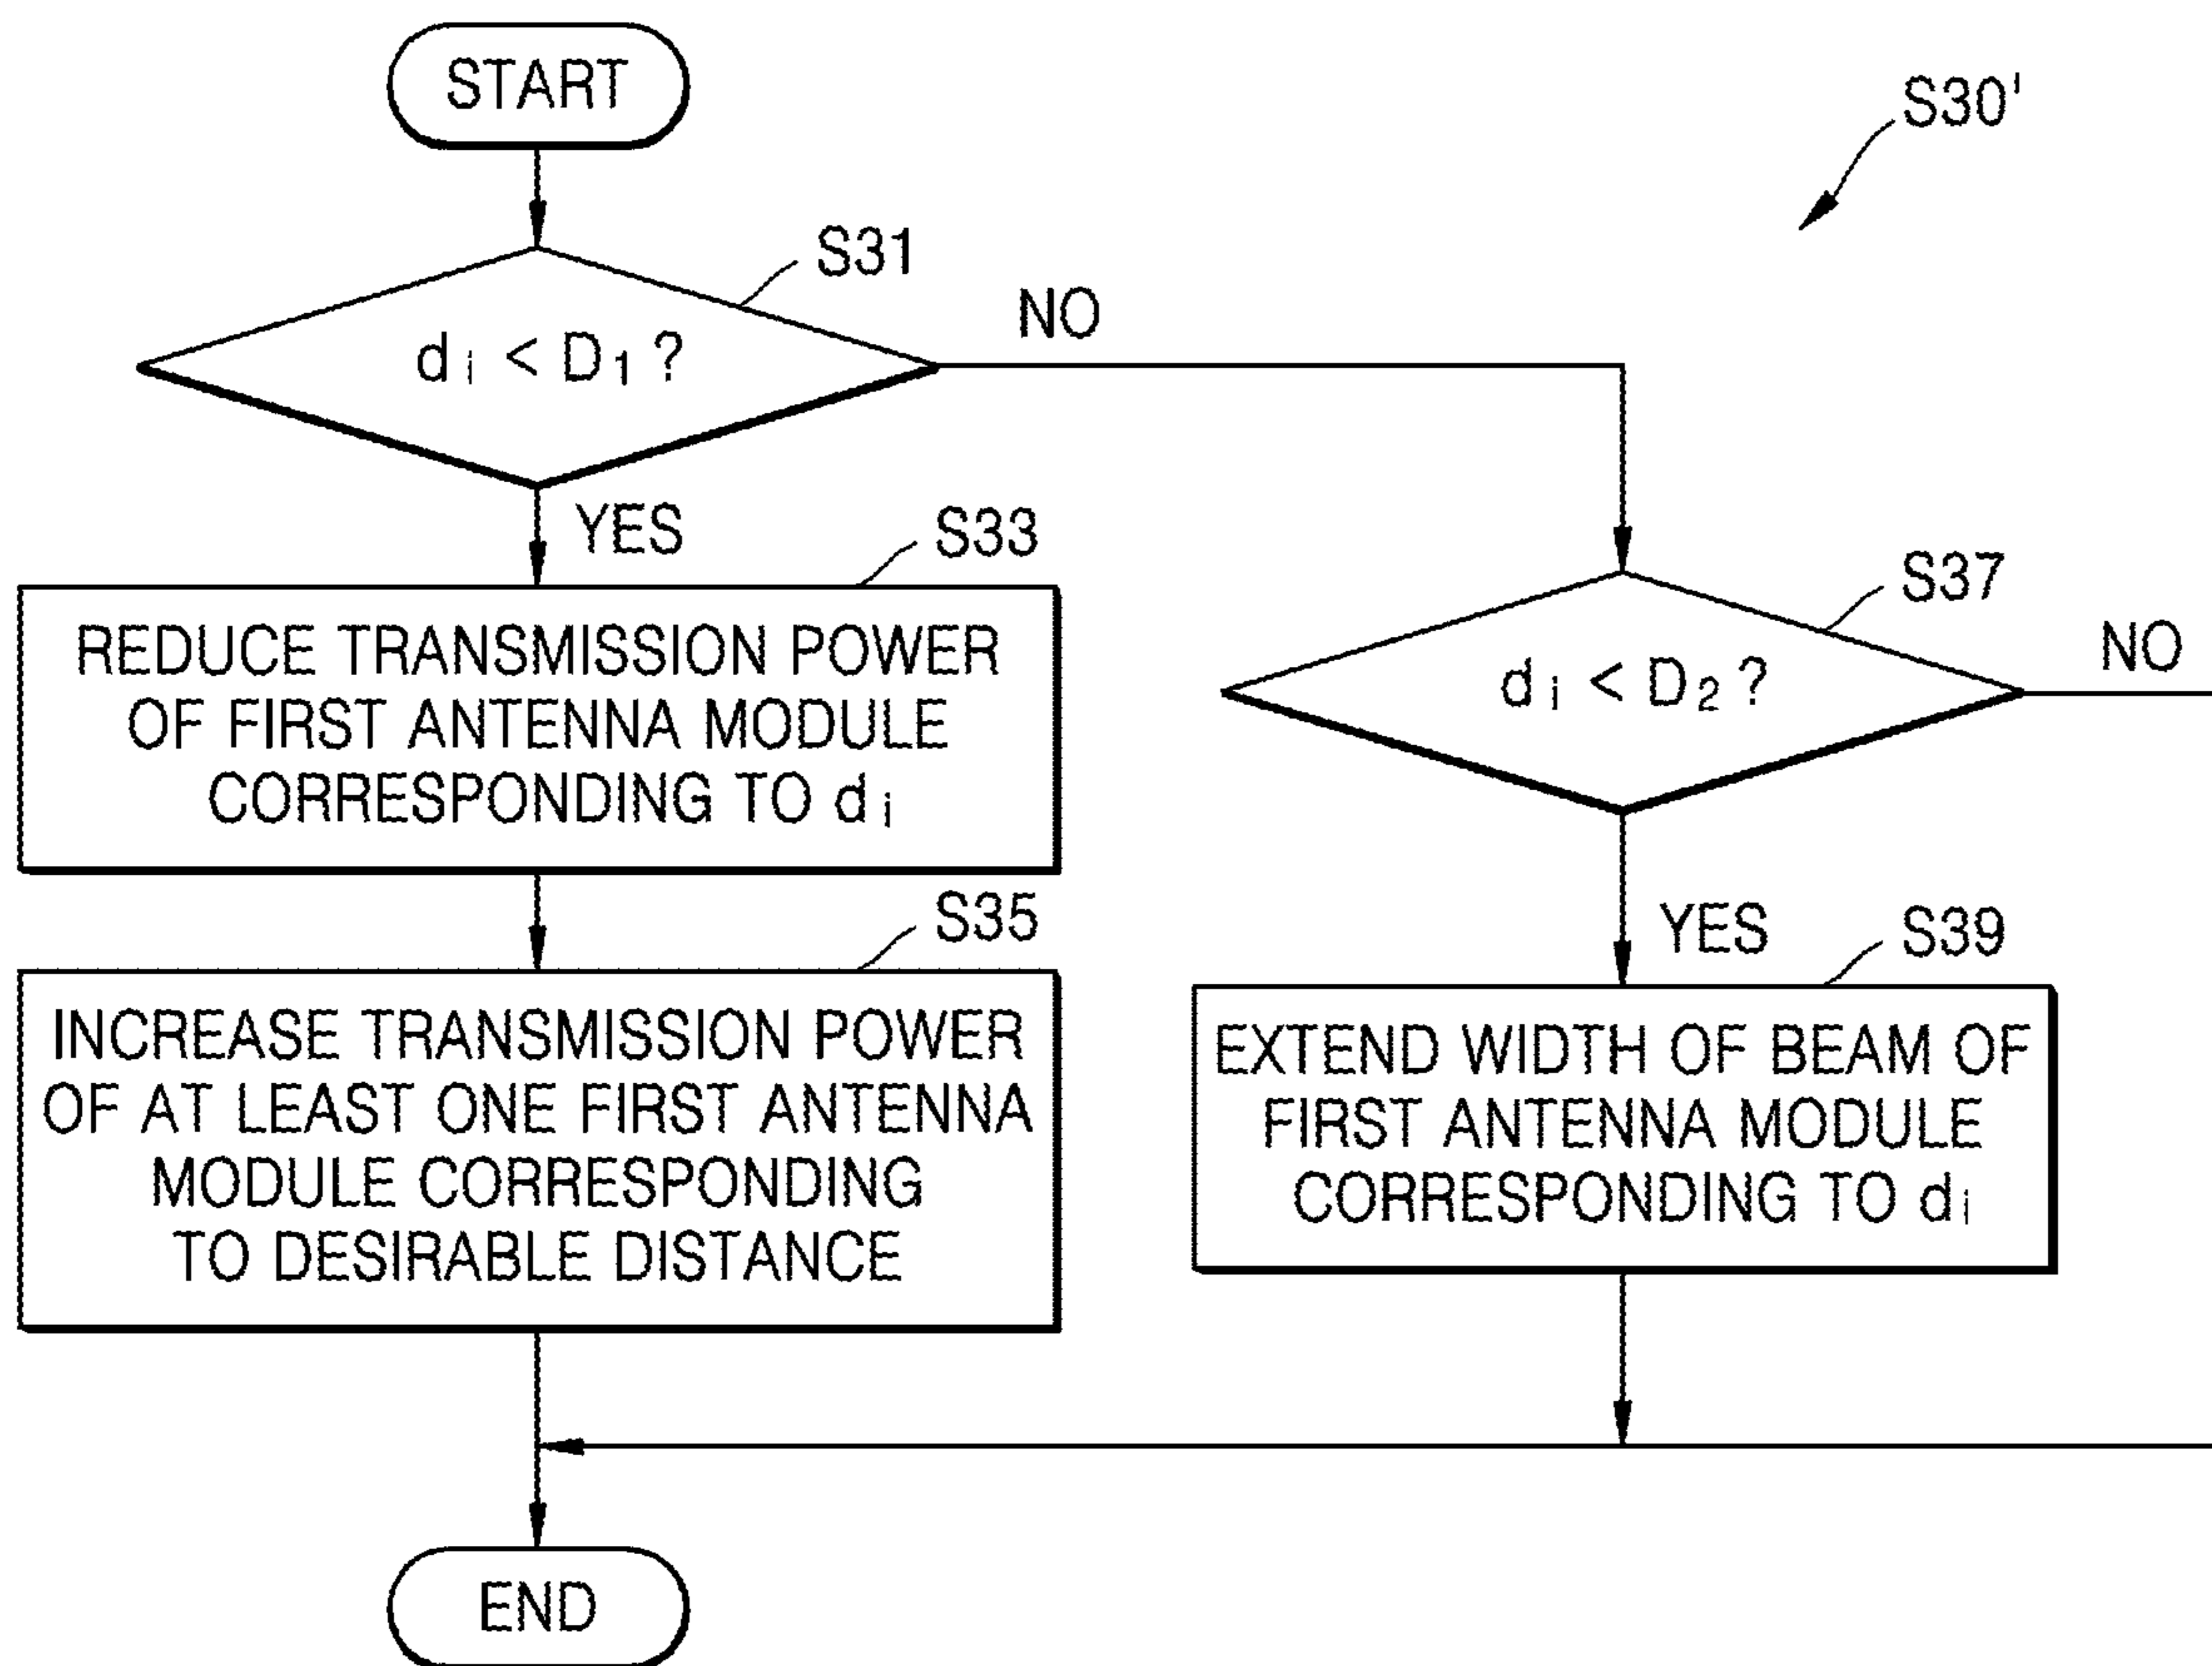 START
S30'
S31
d i < D 1 ?
NO
YES
S33
REDUCE TRANSMISSION POWER
OF FIRST ANTENNA MODULE
CORRESPONDING TO d i
S35
INCREASE TRANSMISSION POWER
OF AT LEAST ONE FIRST ANTENNA
MODULE CORRESPONDING
TO DESIRABLE DISTANCE
S37
d i < D 2 ?
NO
YES
S39
EXTEND WIDTH OF BEAM OF
FIRST ANTENNA MODULE
CORRESPONDING TO d i
END